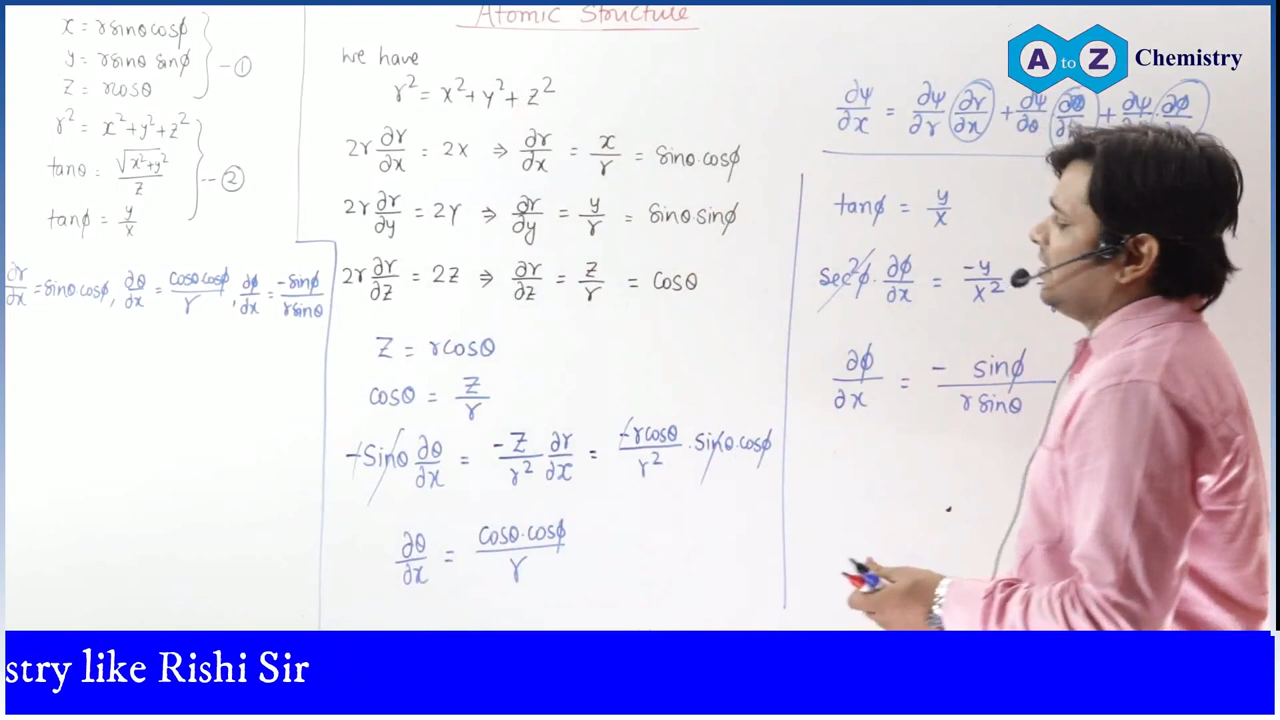 Atomic Structure
x = r sinθ cosϕ
y = r sinθ sinϕ
z = r cosθ
-①
r² = x² + y² + z²
tanθ = √(x²+y²)/z
tanϕ = y/x
--②
∂r/∂x = sinθ cosϕ, ∂θ/∂x = cosθ cosϕ/r, ∂ϕ/∂x = -sinϕ/r sinθ
we have
r² = x² + y² + z²
2r ∂r/∂x = 2x ⇒ ∂r/∂x = x/r = sinθ.cosϕ
2r ∂r/∂y = 2y ⇒ ∂r/∂y = y/r = sinθ sinϕ
2r ∂r/∂z = 2z ⇒ ∂r/∂z = z/r = cosθ
z = r cosθ
cosθ = z/r
-sinθ ∂θ/∂x = -z/r² ∂r/∂x = -r cosθ/r² . sinθ.cosϕ
∂θ/∂x = cosθ.cosϕ/r
A to Z Chemistry
∂ψ/∂x = ∂ψ/∂r ∂r/∂x + ∂ψ/∂θ
tanϕ = y/x
sec²ϕ . ∂ϕ/∂x = -y/x²
∂ϕ/∂x = - sinϕ/r sinθ
stry like Rishi Sir